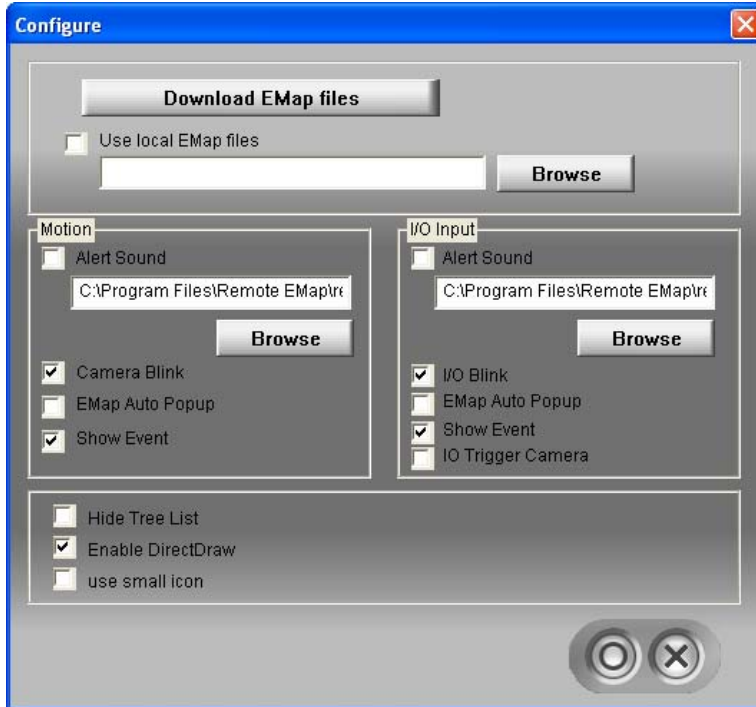 Configure
Download EMap files
Use local EMap files
Browse
Motion
Alert Sound
C:\Program Files\Remote EMap\re
Browse
Camera Blink
EMap Auto Popup
Show Event
I/O Input
Alert Sound
C:\Program Files\Remote EMap\re
Browse
I/O Blink
EMap Auto Popup
Show Event
IO Trigger Camera
Hide Tree List
Enable DirectDraw
use small icon